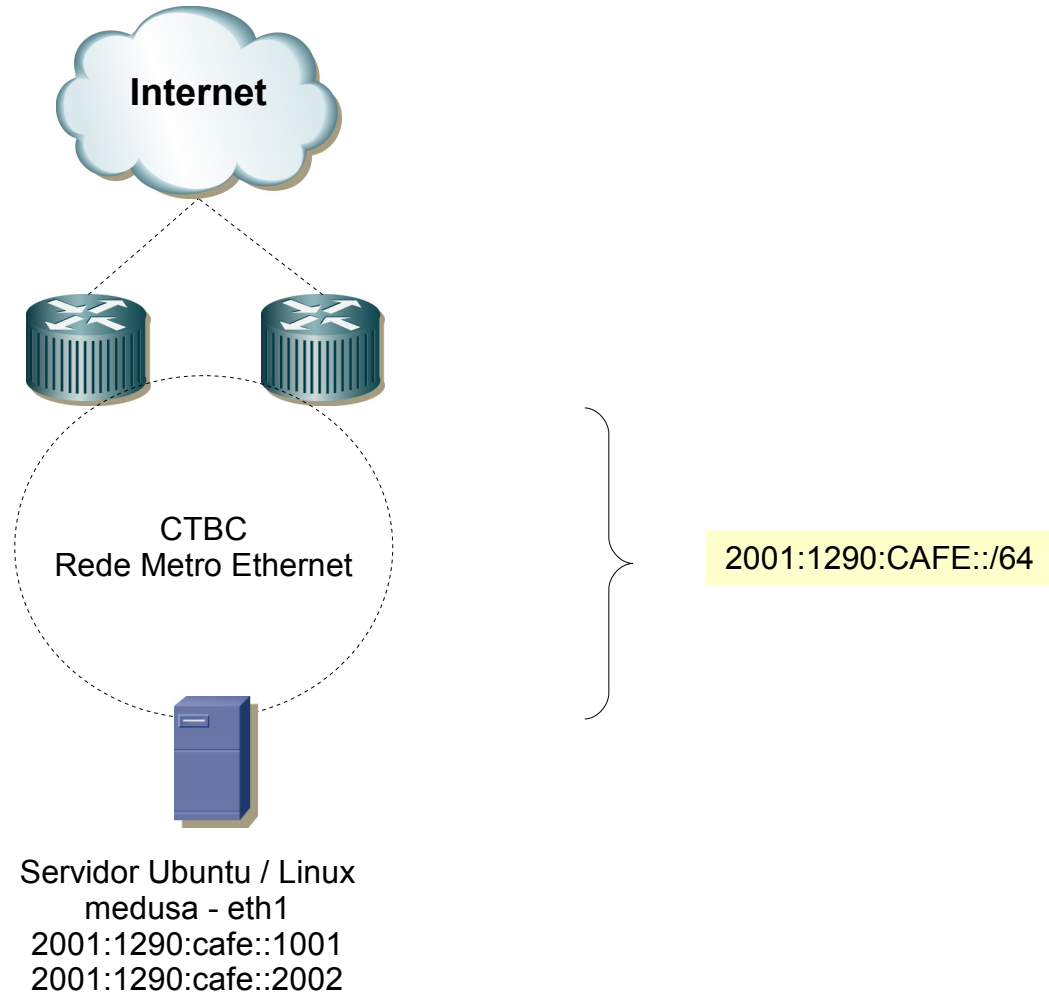 Internet
CTBC
Rede Metro Ethernet
2001:1290:CAFE::/64
Servidor Ubuntu / Linux
medusa - eth1
2001:1290:cafe::1001
2001:1290:cafe::2002